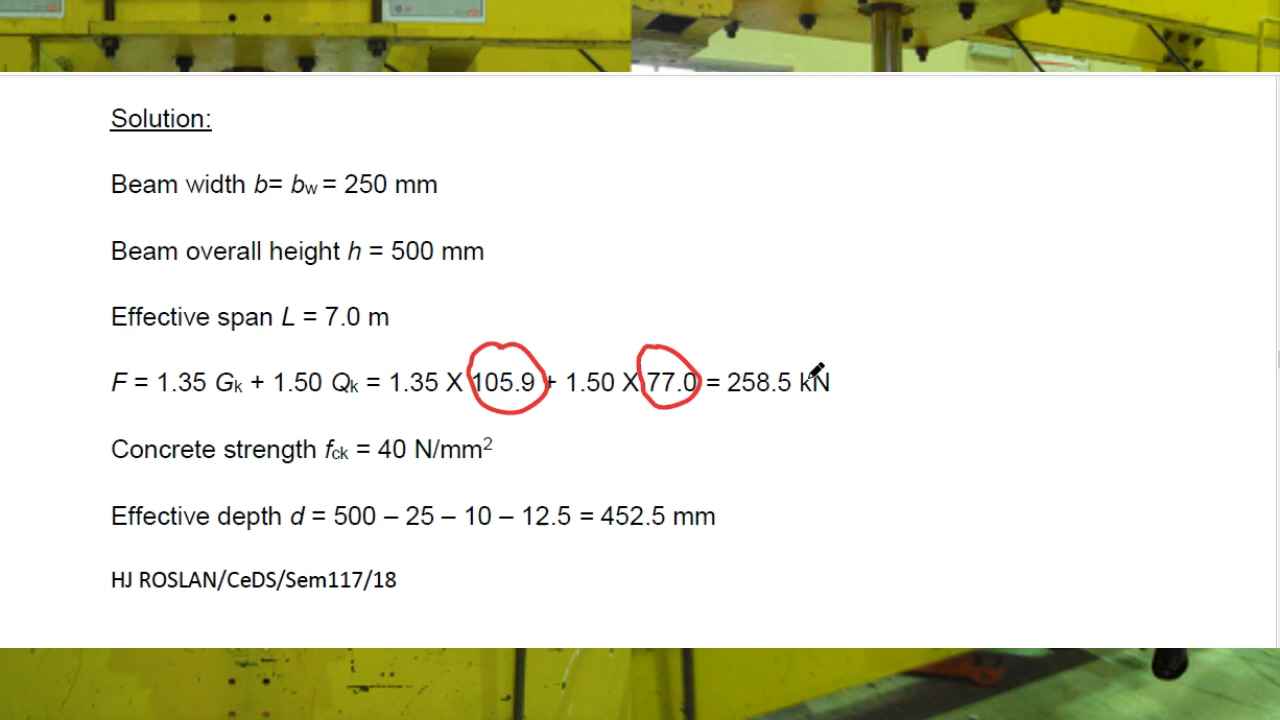 Solution:
Beam width b= bw = 250 mm
Beam overall height h = 500 mm
Effective span L = 7.0 m
F = 1.35 Gk + 1.50 Qk = 1.35 X 105.9 + 1.50 X 77.0 = 258.5 kN
Concrete strength fck = 40 N/mm²
Effective depth d = 500 – 25 – 10 – 12.5 = 452.5 mm
HJ ROSLAN/CeDS/Sem117/18